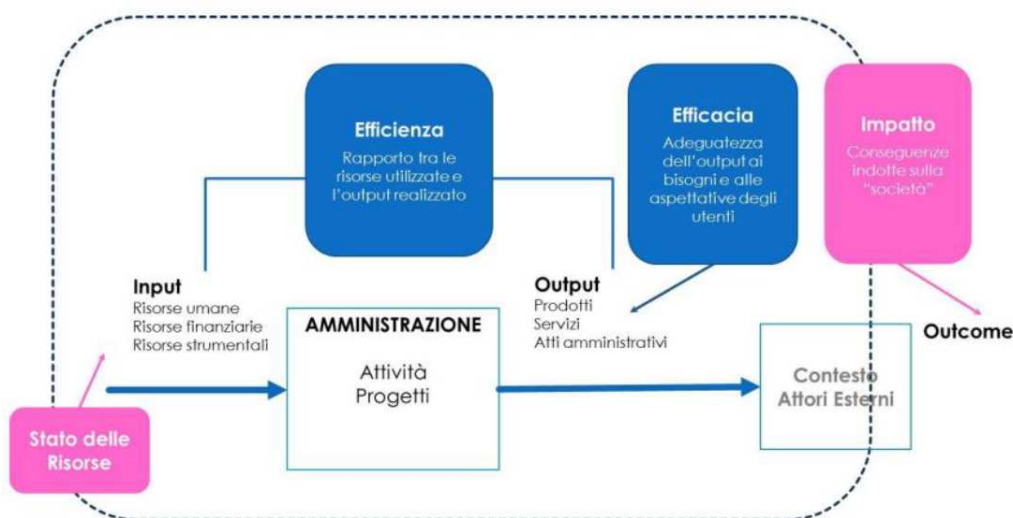 Efficienza
Rapporto tra le
risorse utilizzate e
l'output realizzato
Efficacia
Adeguatezza
dell'output ai
bisogni e alle
aspettative degli
utenti
Impatto
Conseguenze
indotte sulla
"società"
Input
Risorse umane
Risorse finanziarie
Risorse strumentali
AMMINISTRAZIONE
Attività
Progetti
Output
Prodotti
Servizi
Atti amministrativi
Outcome
Contesto
Attori Esterni
Stato delle
Risorse